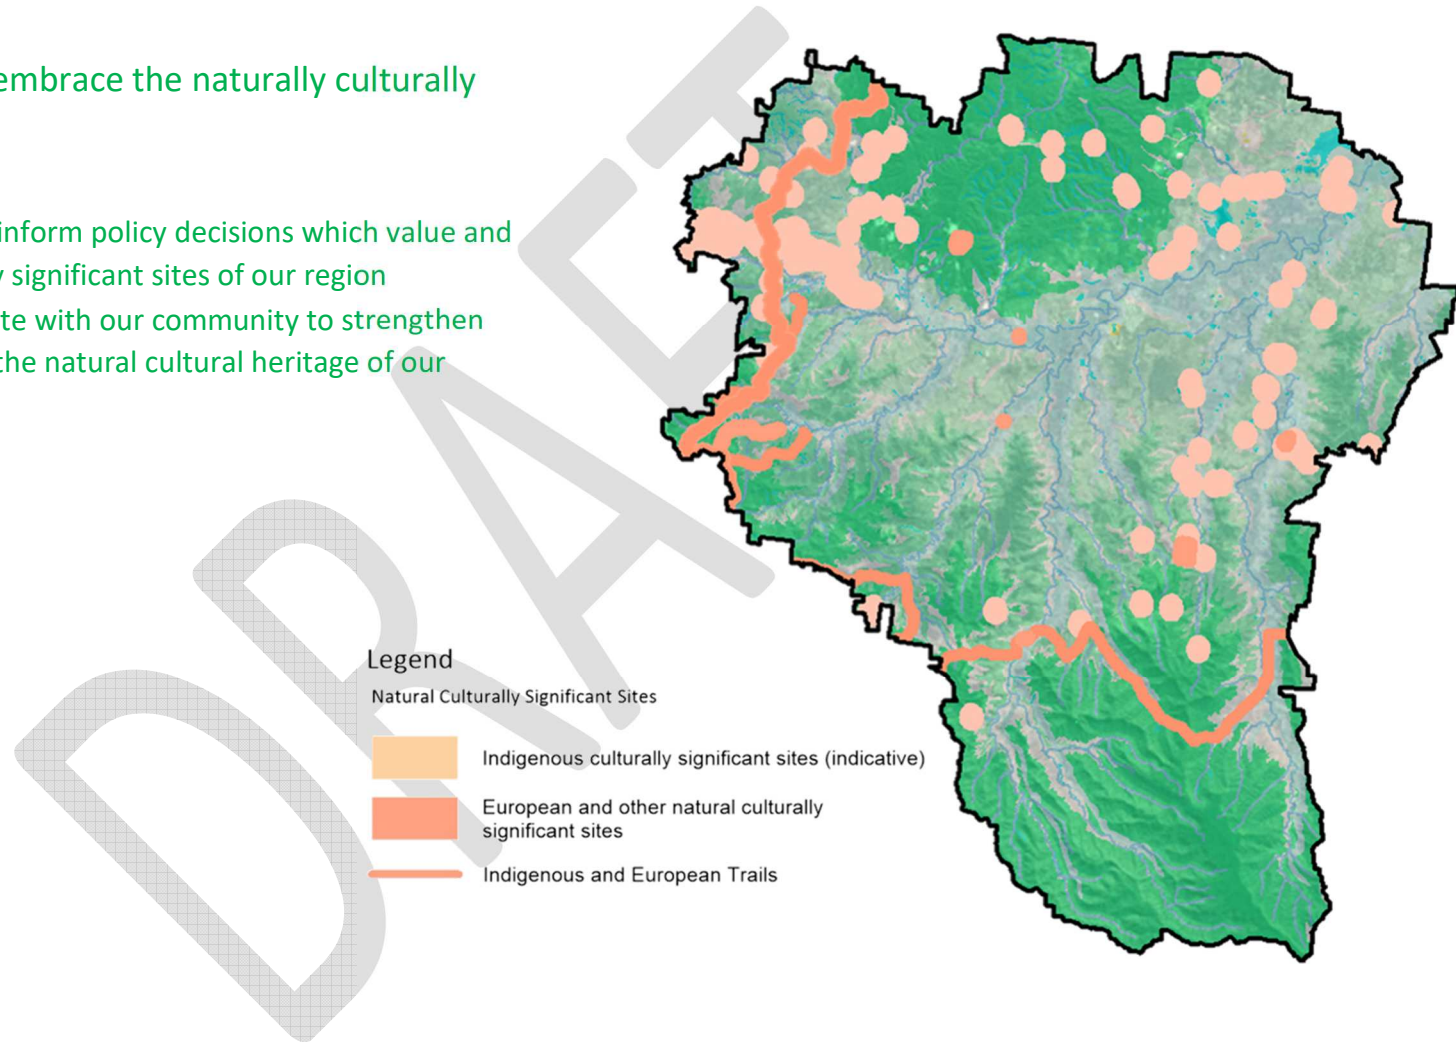 embrace the naturally culturally
inform policy decisions which value and
y significant sites of our region
te with our community to strengthen
the natural cultural heritage of our
DRAFT
Legend
Natural Culturally Significant Sites
Indigenous culturally significant sites (indicative)
European and other natural culturally
significant sites
Indigenous and European Trails